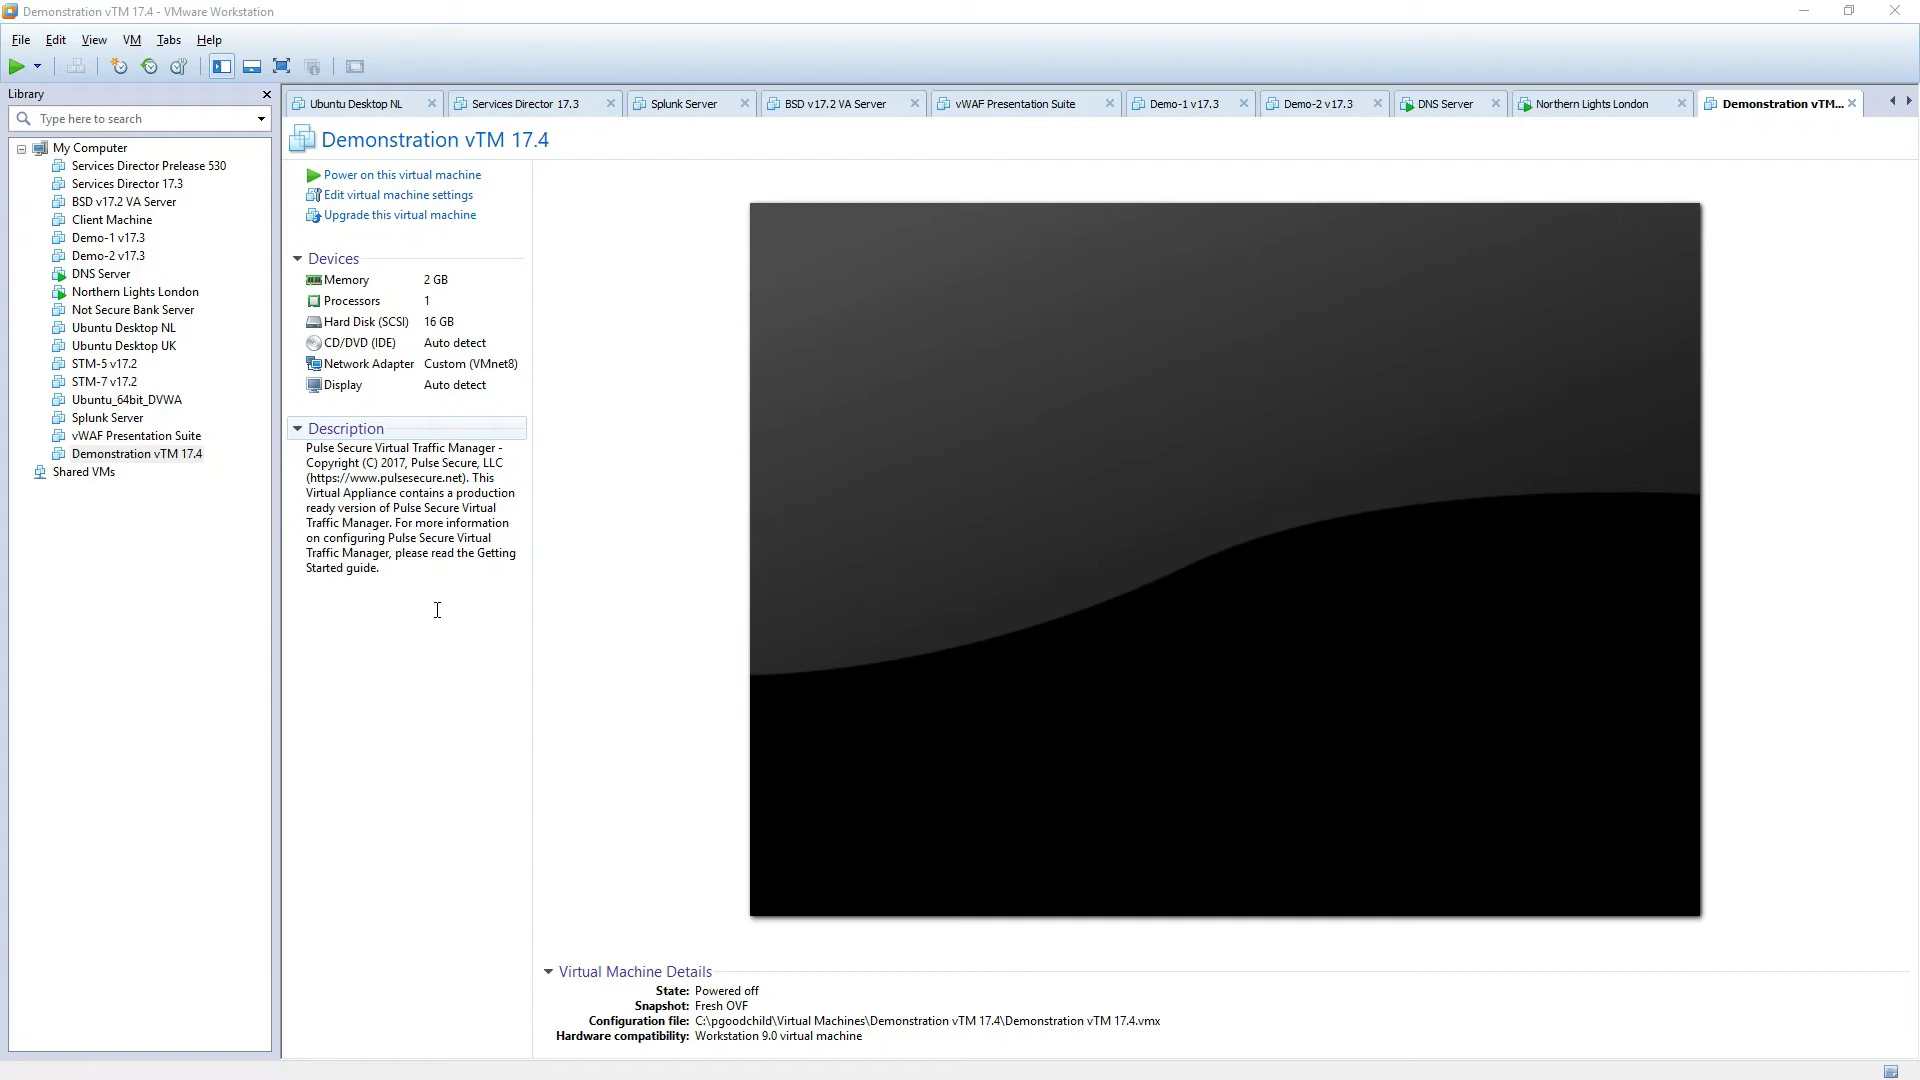 Demonstration vTM 17.4 - VMware Workstation
File Edit View VM Tabs Help
Library
Type here to search
My Computer
Services Director Prelease 530
Services Director 17.3
BSD v17.2 VA Server
Client Machine
Demo-1 v17.3
Demo-2 v17.3
DNS Server
Northern Lights London
Not Secure Bank Server
Ubuntu Desktop NL
Ubuntu Desktop UK
STM-5 v17.2
STM-7 v17.2
Ubuntu_64bit_DVWA
Splunk Server
vWAF Presentation Suite
Demonstration vTM 17.4
Shared VMs
Ubuntu Desktop NL Services Director 17.3 Splunk Server BSD v17.2 VA Server vWAF Presentation Suite Demo-1 v17.3 Demo-2 v17.3 DNS Server Northern Lights London Demonstration vTM...
Demonstration vTM 17.4
Power on this virtual machine
Edit virtual machine settings
Upgrade this virtual machine
Devices
Memory 2 GB
Processors 1
Hard Disk (SCSI) 16 GB
CD/DVD (IDE) Auto detect
Network Adapter Custom (VMnet8)
Display Auto detect
Description
Pulse Secure Virtual Traffic Manager -
Copyright (C) 2017, Pulse Secure, LLC
(https://www.pulsesecure.net). This
Virtual Appliance contains a production
ready version of Pulse Secure Virtual
Traffic Manager. For more information
on configuring Pulse Secure Virtual
Traffic Manager, please read the Getting
Started guide.
Virtual Machine Details
State: Powered off
Snapshot: Fresh OVF
Configuration file: C:\pgoodchild\Virtual Machines\Demonstration vTM 17.4\Demonstration vTM 17.4.vmx
Hardware compatibility: Workstation 9.0 virtual machine